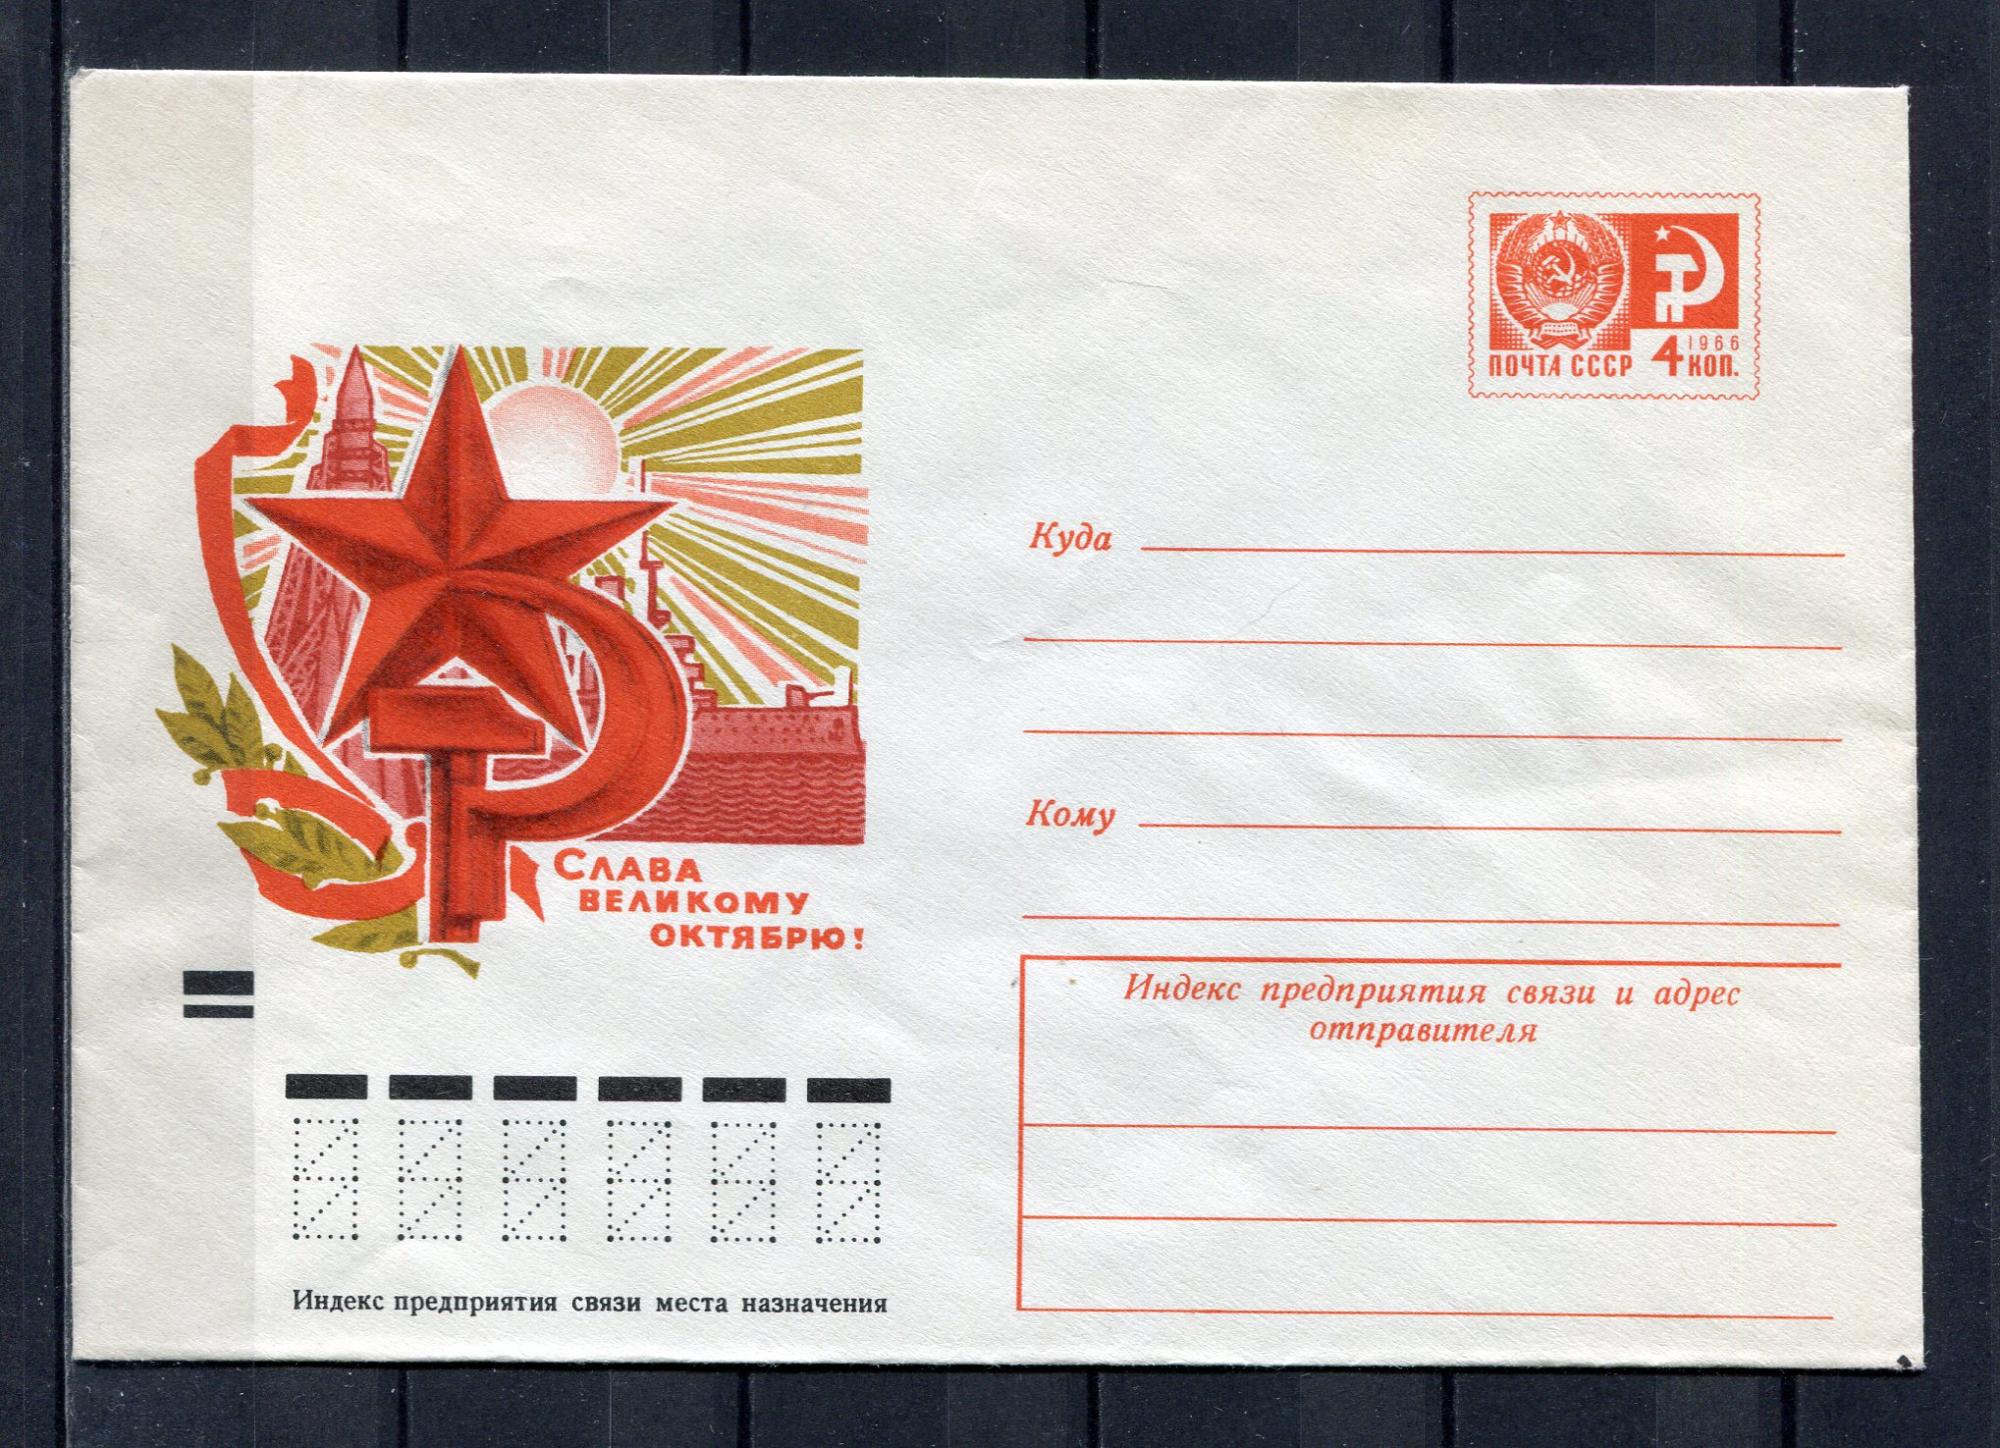 ПОЧТА СССР 4 КОП. 1966
Куда
Кому
СЛАВА
ВЕЛИКОМУ
ОКТЯБРЮ!
Индекс предприятия связи и адрес
отправителя
Индекс предприятия связи места назначения